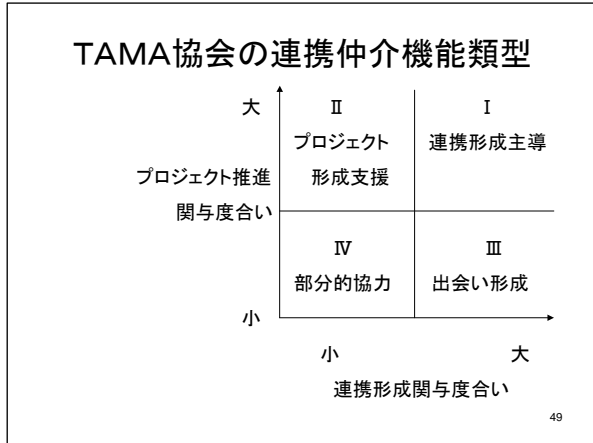 TAMA協会の連携仲介機能類型
大 Ⅱ Ⅰ
プロジェクト 連携形成主導
プロジェクト推進 形成支援
関与度合い
Ⅳ Ⅲ
部分的協力 出会い形成
小
小 大
連携形成関与度合い
49